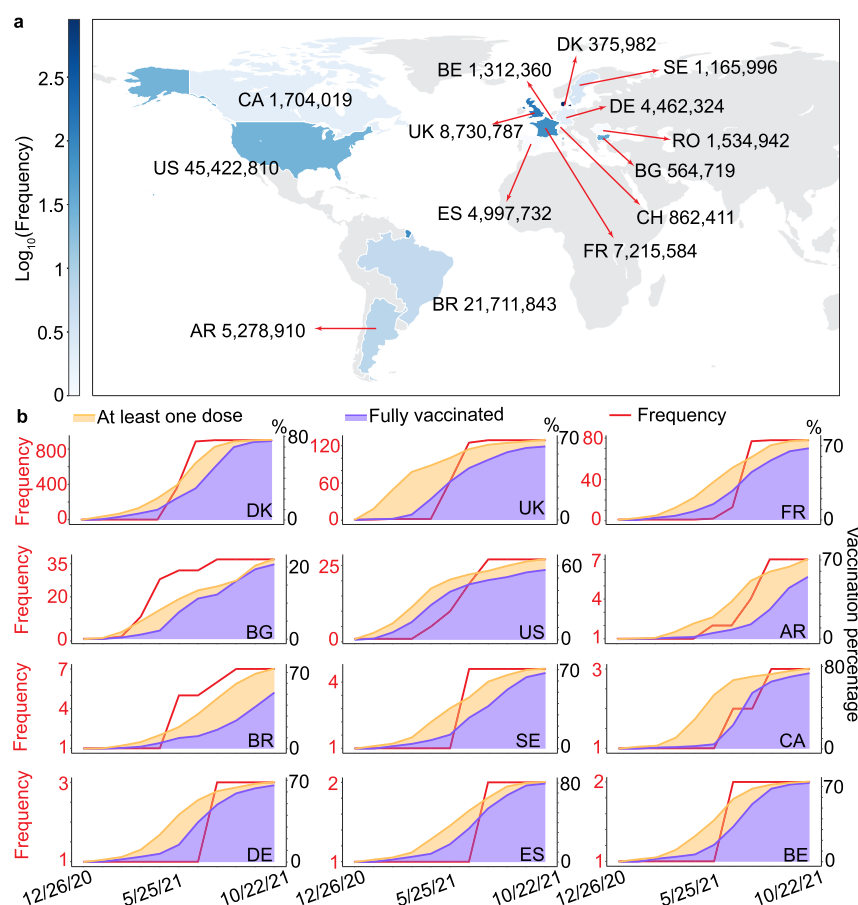 a
Log10(Frequency)
2.5
2
1.5
1
0.5
0
DK 375,982
BE 1,312,360
SE 1,165,996
CA 1,704,019
DE 4,462,324
UK 8,730,787
RO 1,534,942
US 45,422,810
BG 564,719
ES 4,997,732
CH 862,411
FR 7,215,584
BR 21,711,843
AR 5,278,910
b
At least one dose
Fully vaccinated
Frequency
Frequency
800
400
0
DK
%
80
0
120
60
0
UK
%
70
0
80
40
0
FR
%
70
0
Frequency
35
20
0
BG
20
0
25
0
US
60
0
7
4
1
AR
70
0
Vaccination percentage
Frequency
7
4
1
BR
70
0
4
1
SE
70
0
3
1
CA
80
0
Frequency
3
1
DE
70
0
2
1
ES
80
0
2
1
BE
70
0
12/26/20
5/25/21
10/22/21
12/26/20
5/25/21
10/22/21
12/26/20
5/25/21
10/22/21